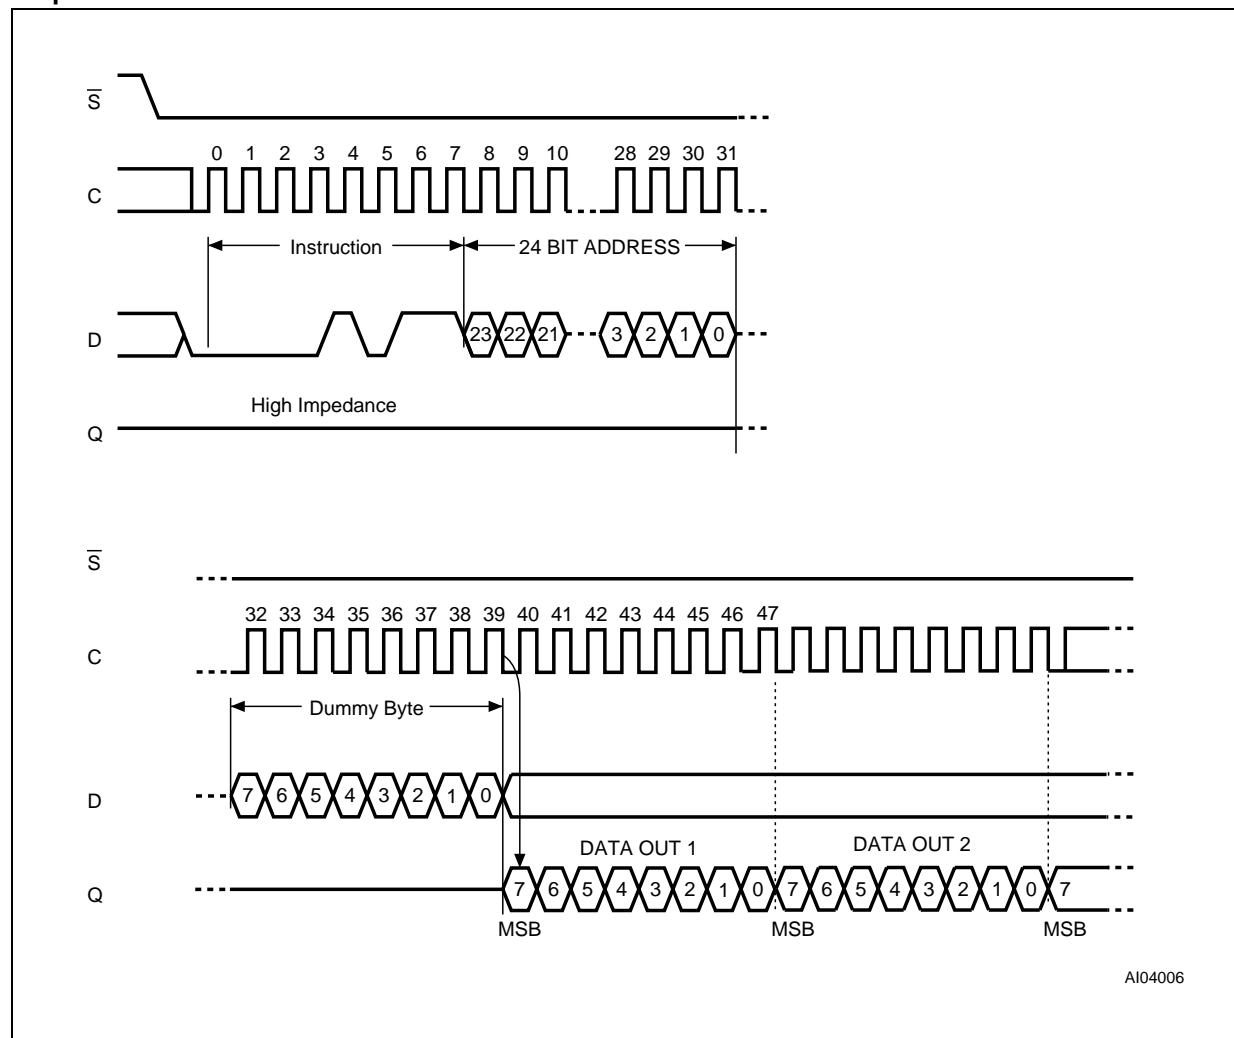 S
0 1 2 3 4 5 6 7 8 9 10 28 29 30 31
C
Instruction 24 BIT ADDRESS
D 23 22 21 3 2 1 0
High Impedance
Q
S
32 33 34 35 36 37 38 39 40 41 42 43 44 45 46 47
C
Dummy Byte
D 7 6 5 4 3 2 1 0
DATA OUT 1 DATA OUT 2
Q 7 6 5 4 3 2 1 0 7 6 5 4 3 2 1 0 7
MSB MSB MSB
AI04006